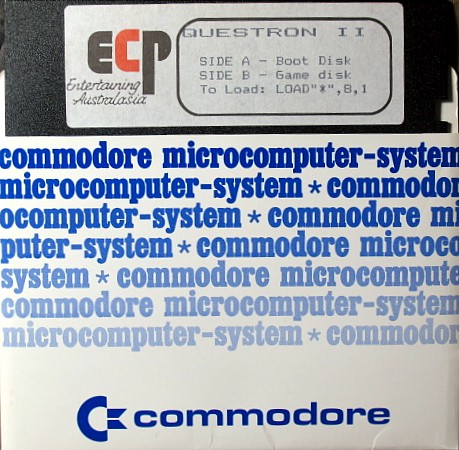 ECP
Entertaining
Australasia
QUESTRON II
SIDE A - Boot Disk
SIDE B - Game disk
To Load: LOAD"*",8,1
commodore microcomputer-system
microcomputer-system * commodor
ocomputer-system * commodore mi
puter-system * commodore microco
system * commodore microcompute
commodore microcomputer-system
microcomputer-system * commodor
commodore